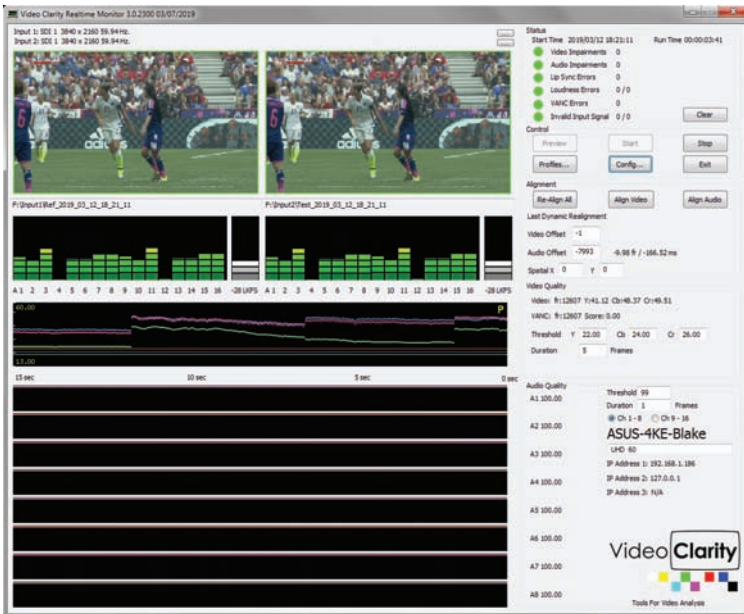 Video Clarity Realtime Monitor 3.0.2300 03/07/2019
Input 1: SDI 1 3840 x 2160 59.94 Hz.
Input 2: SDI 1 3840 x 2160 59.94 Hz.
adidas
adidas
F:\Input1\Ref_2019_03_12_18_21_11
F:\Input2\Test_2019_03_12_18_21_11
A 1 2 3 4 5 6 7 8 9 10 11 12 13 14 15 16 -28 LKFS
A 1 2 3 4 5 6 7 8 9 10 11 12 13 14 15 16 -28 LKFS
60.00
P
13.00
15 sec 10 sec 5 sec 0 sec
Status
Start Time 2019/03/12 18:21:11 Run Time 00:00:03:41
Video Impairments 0
Audio Impairments 0
Lip Sync Errors 0
Loudness Errors 0 / 0
VANC Errors 0
Invalid Input Signal 0 / 0
Clear
Control
Preview Start Stop
Profiles... Config... Exit
Alignment
Re-Align All Align Video Align Audio
Last Dynamic Realignment
Video Offset -1
Audio Offset -7993 -9.98 fr / -166.52 ms
Spatial X 0 Y 0
Video Quality
Video: fr:12607 Y:41.12 Cb:48.37 Cr:49.51
VANC: fr:12607 Score: 0.00
Threshold Y 22.00 Cb 24.00 Cr 26.00
Duration 5 Frames
Audio Quality
A1 100.00
A2 100.00
A3 100.00
A4 100.00
A5 100.00
A6 100.00
A7 100.00
A8 100.00
Threshold 99
Duration 1 Frames
Ch 1 - 8 Ch 9 - 16
ASUS-4KE-Blake
UHD 60
IP Address 1: 192.168.1.186
IP Address 2: 127.0.0.1
IP Address 3: N/A
Video Clarity
Tools For Video Analysis